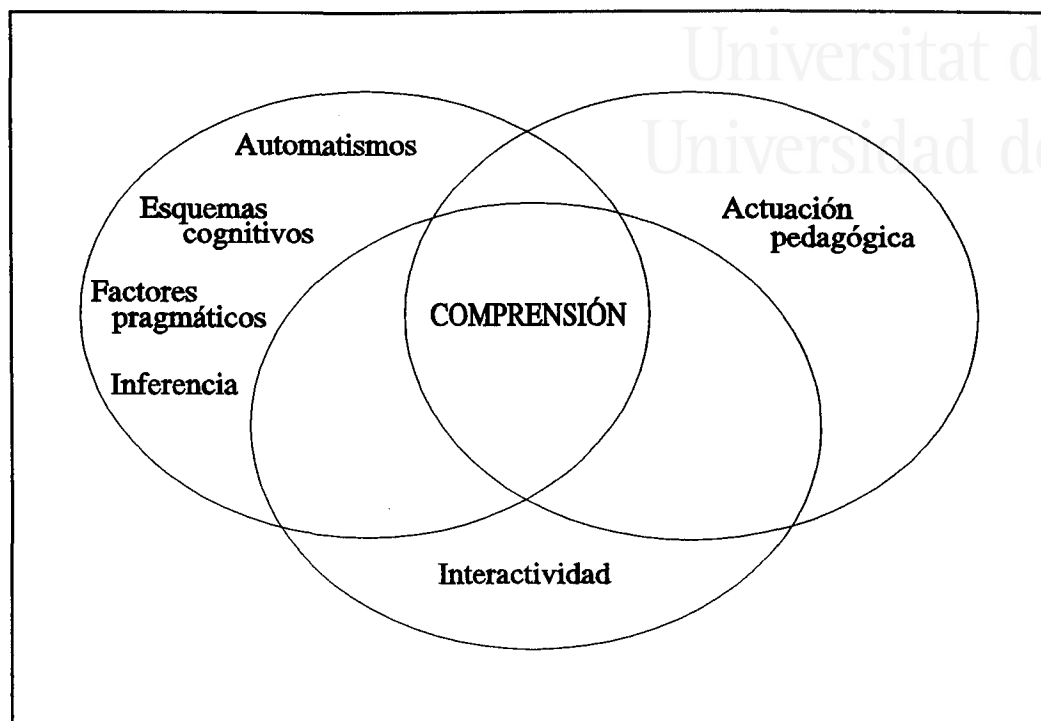 Universitat d
Universidad de
Automatismos
Esquemas
cognitivos
Factores
pragmáticos
Inferencia
Actuación
pedagógica
COMPRENSIÓN
Interactividad